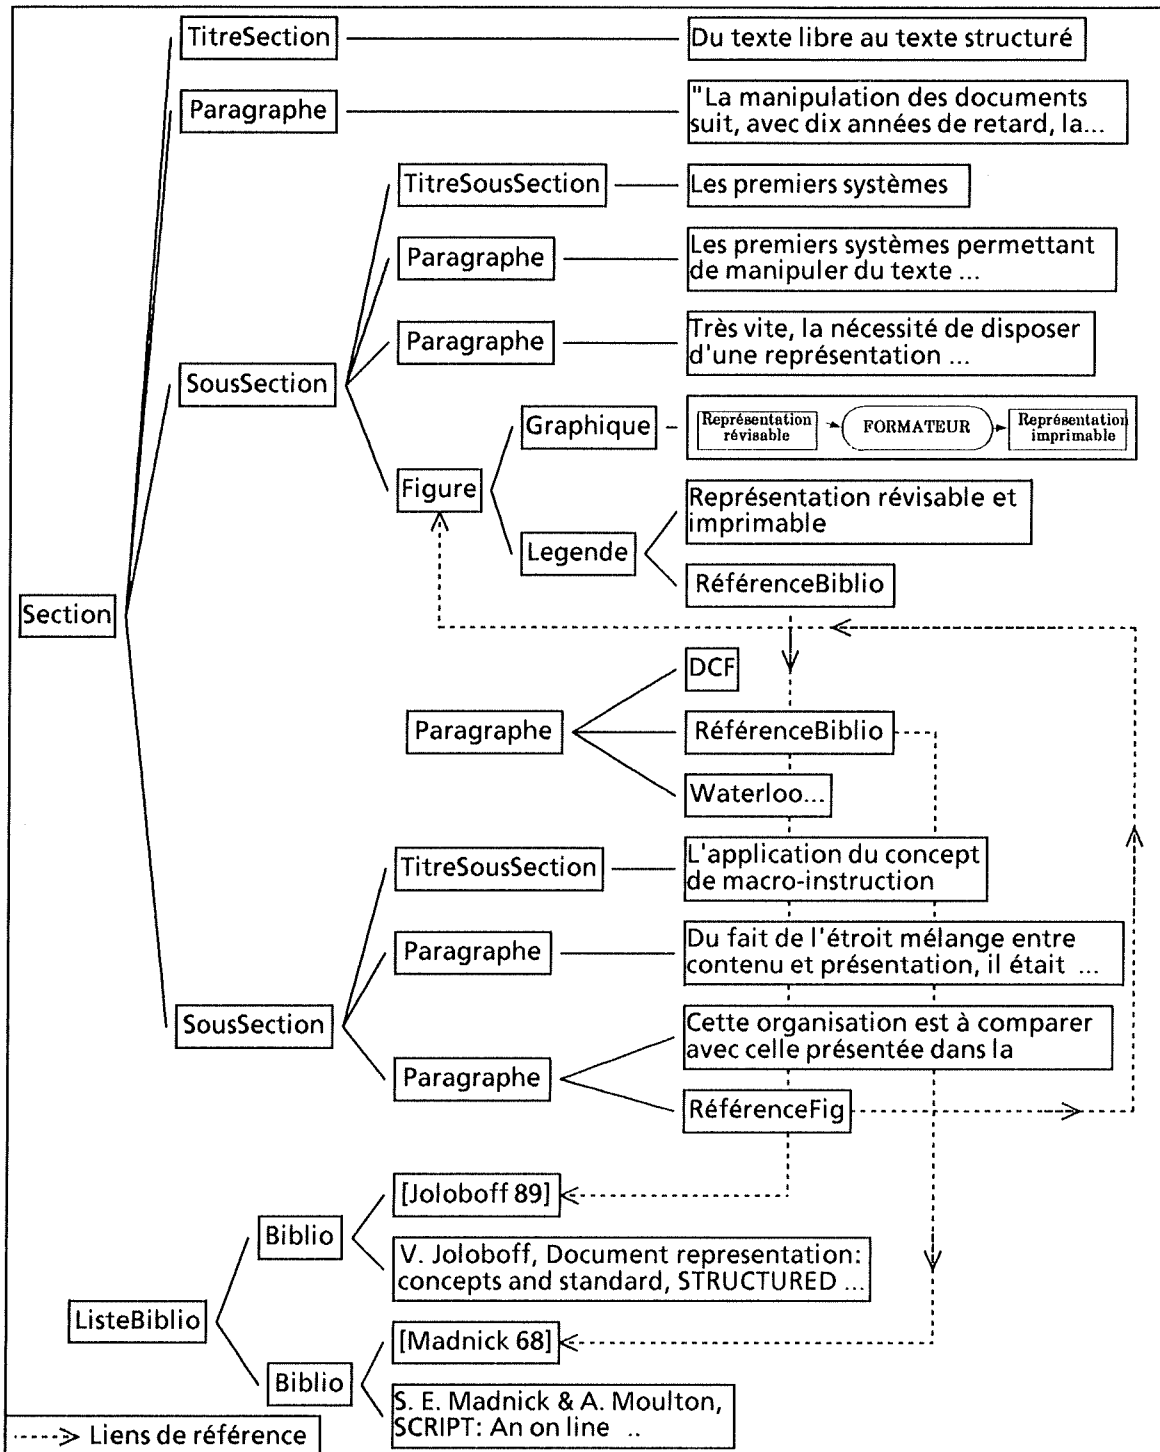 TitreSection
Du texte libre au texte structuré
Paragraphe
"La manipulation des documents
suit, avec dix années de retard, la...
TitreSousSection
Les premiers systèmes
Paragraphe
Les premiers systèmes permettant
de manipuler du texte ...
Paragraphe
Très vite, la nécessité de disposer
d'une représentation ...
SousSection
Graphique
Représentation
révisable
FORMATEUR
Représentation
imprimable
Figure
Représentation révisable et
imprimable
Legende
RéférenceBiblio
Section
DCF
Paragraphe
RéférenceBiblio
Waterloo...
TitreSousSection
L'application du concept
de macro-instruction
Paragraphe
Du fait de l'étroit mélange entre
contenu et présentation, il était ...
SousSection
Cette organisation est à comparer
avec celle présentée dans la
Paragraphe
RéférenceFig
[Joloboff 89]
Biblio
V. Joloboff, Document representation:
concepts and standard, STRUCTURED ...
ListeBiblio
[Madnick 68]
Biblio
S. E. Madnick & A. Moulton,
SCRIPT: An on line ..
Liens de référence